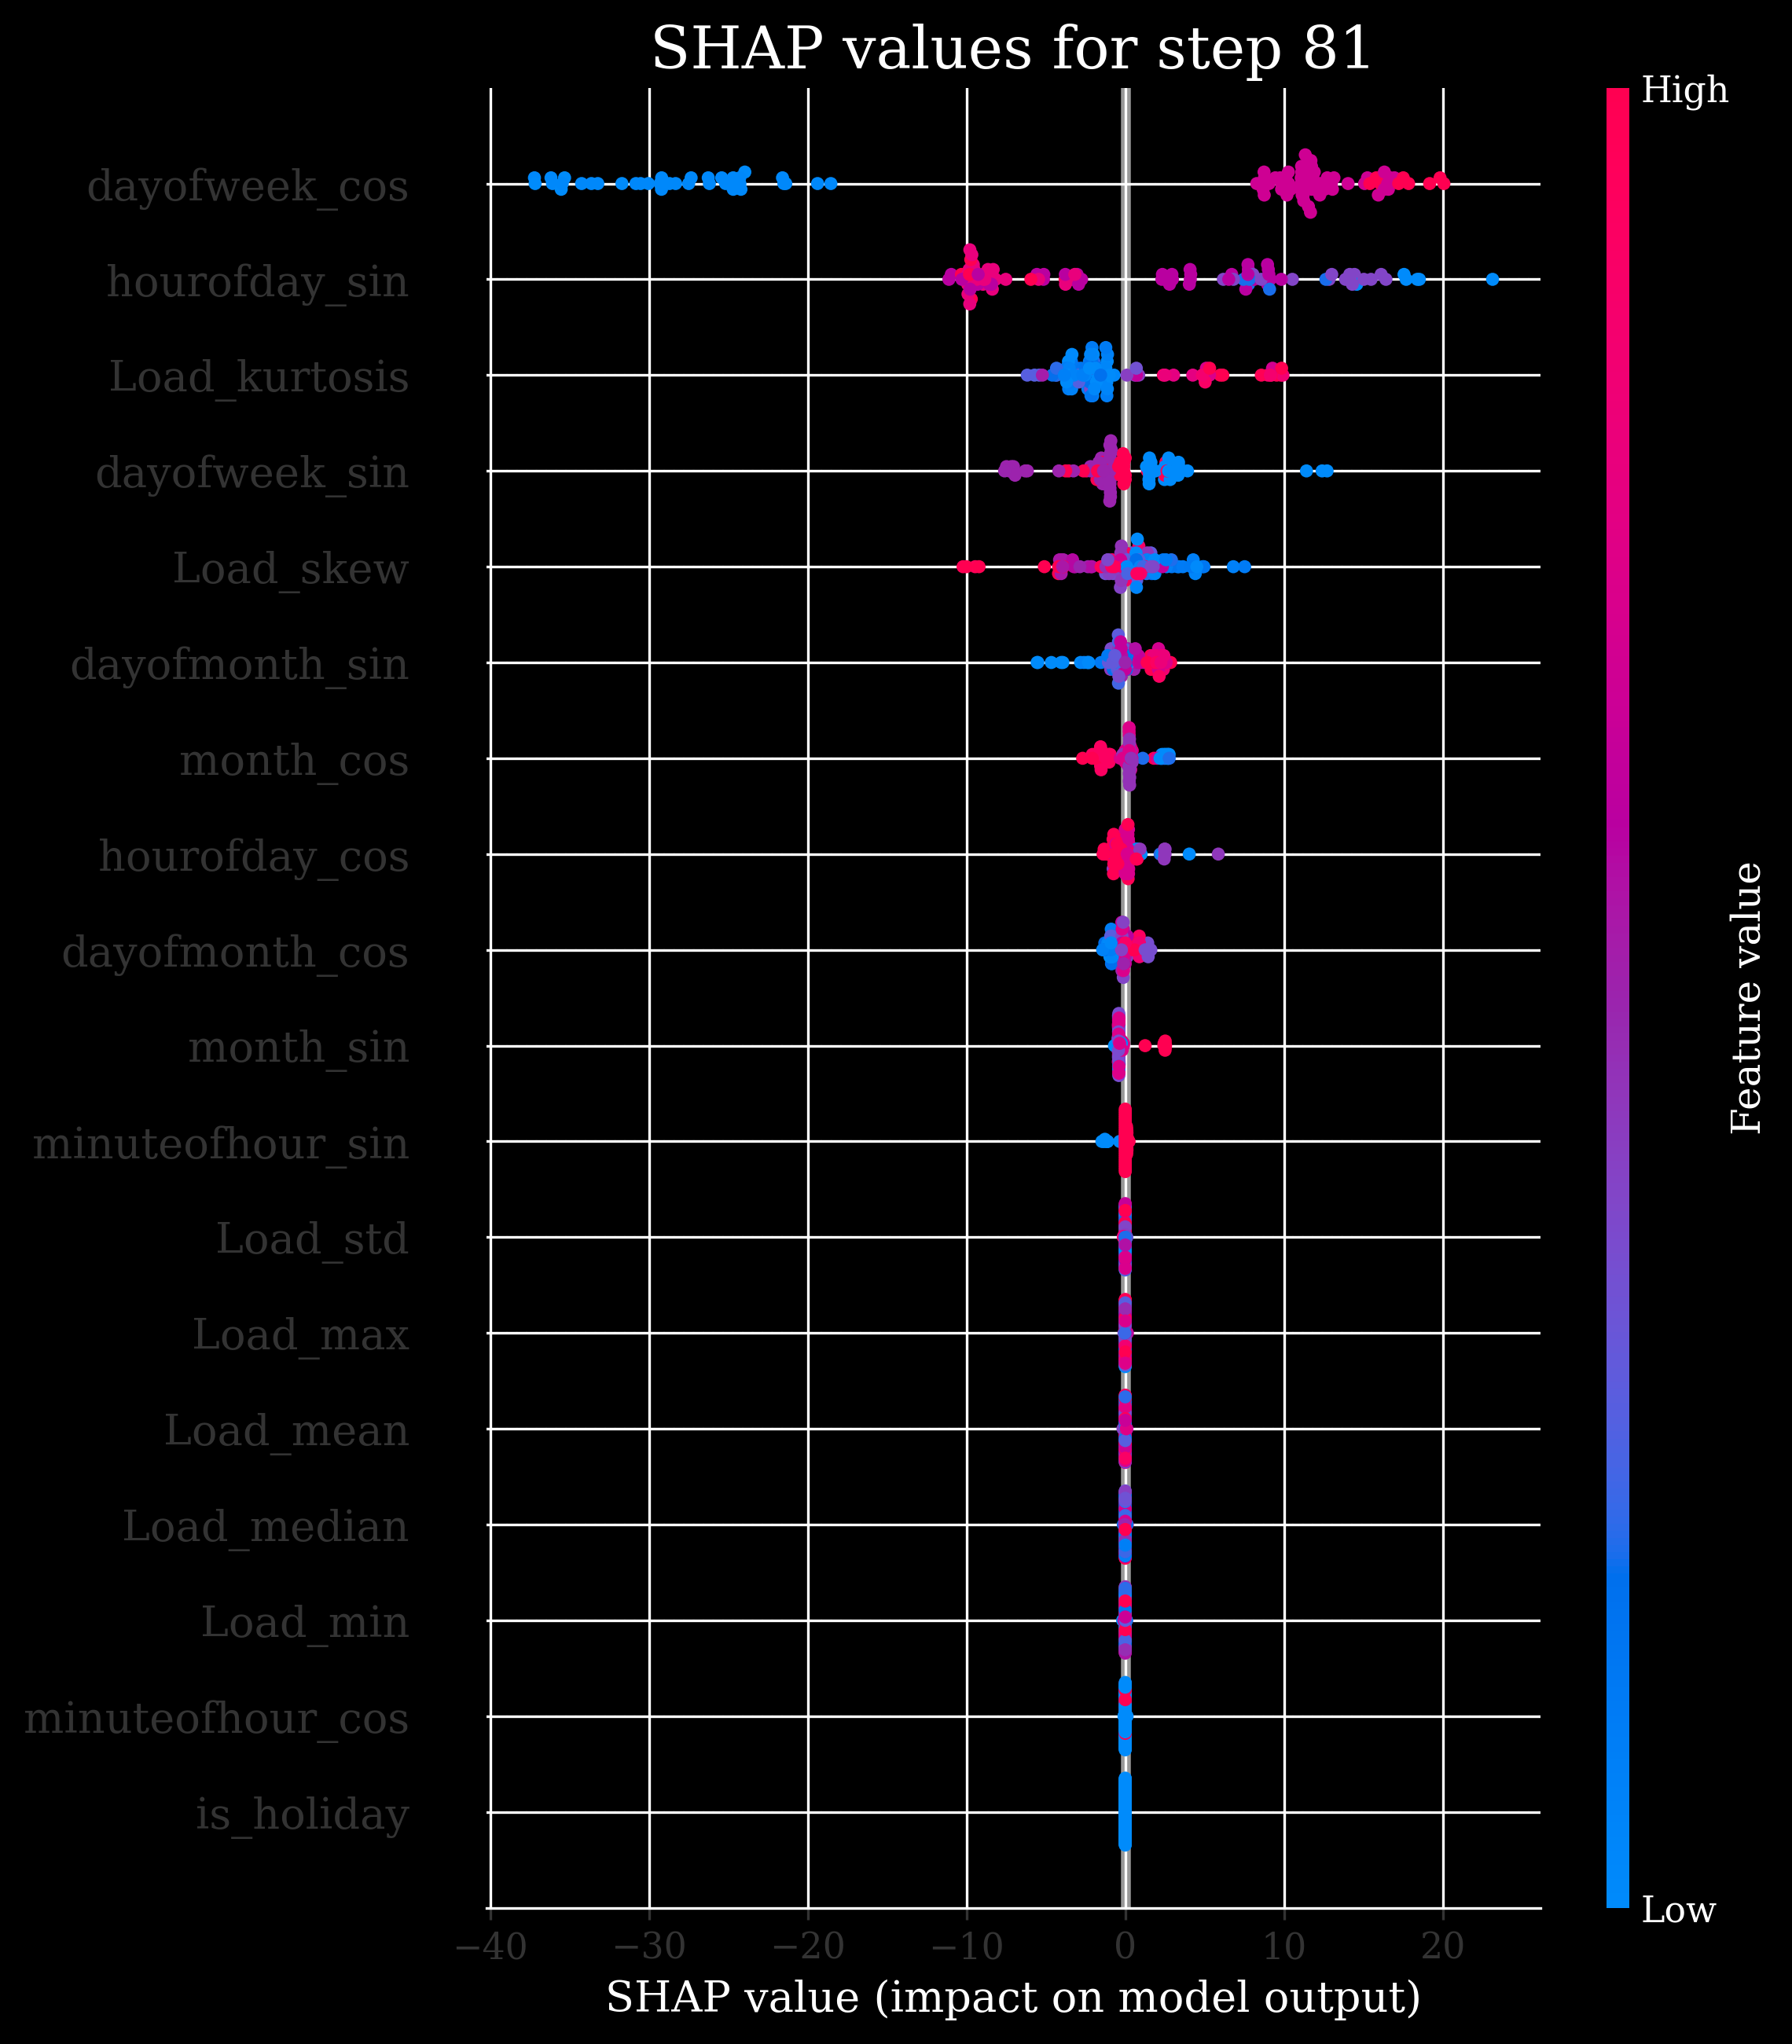 SHAP values for step 81
High
dayofweek_cos
hourofday_sin
Load_kurtosis
dayofweek_sin
Load_skew
dayofmonth_sin
month_cos
hourofday_cos
dayofmonth_cos
month_sin
minuteofhour_sin
Load_std
Load_max
Load_mean
Load_median
Load_min
minuteofhour_cos
is_holiday
Feature value
Low
−40 −30 −20 −10 0 10 20
SHAP value (impact on model output)